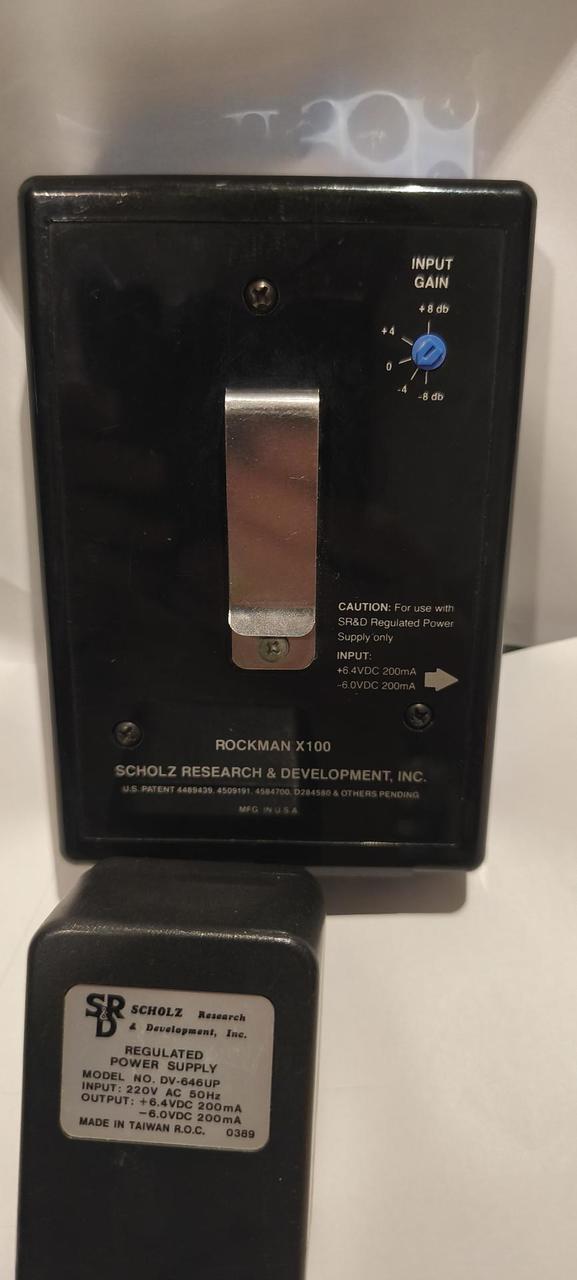 INPUT
GAIN
+8 db
+4
0
-4
-8 db
CAUTION: For use with
SR&D Regulated Power
Supply only
INPUT:
+6.4VDC 200mA
-6.0VDC 200mA
ROCKMAN X100
SCHOLZ RESEARCH & DEVELOPMENT, INC.
U.S. PATENT 4489439, 4509191, 4584700, D284580 & OTHERS PENDING
MFG. IN U.S.A.
SR&D
SCHOLZ Research
& Development, Inc.
REGULATED
POWER SUPPLY
MODEL NO. DV-646UP
INPUT: 220V AC 50Hz
OUTPUT: +6.4VDC 200mA
-6.0VDC 200mA
MADE IN TAIWAN R.O.C. 0389